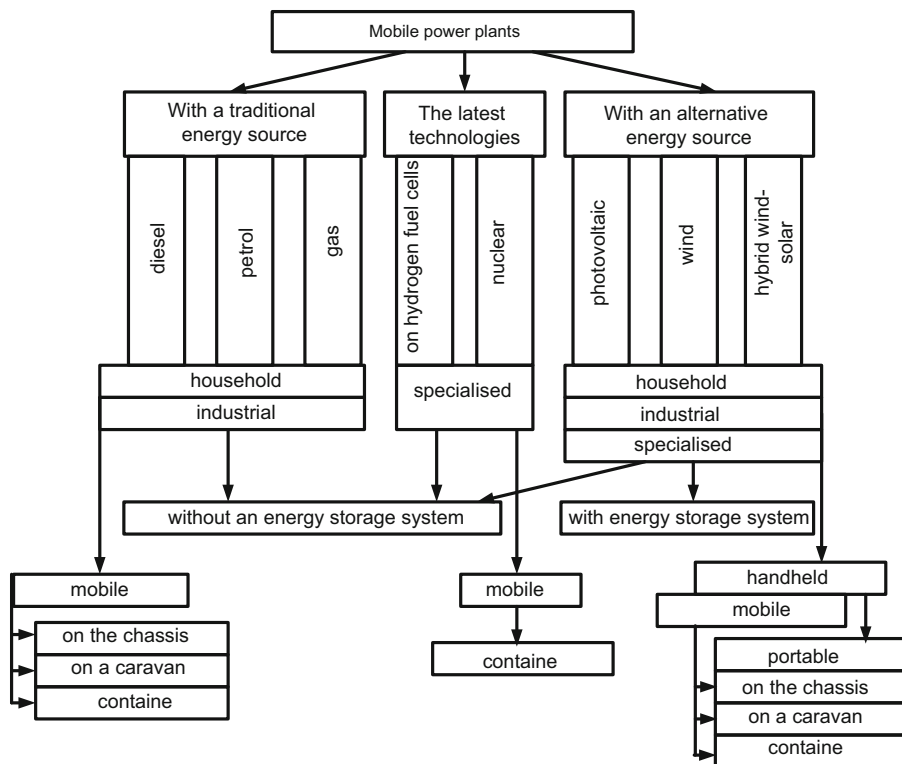 Mobile power plants
With a traditional
energy source
The latest
technologies
With an alternative
energy source
diesel
petrol
gas
on hydrogen fuel cells
nuclear
photovoltaic
wind
hybrid wind-
solar
household
industrial
specialised
household
industrial
specialised
without an energy storage system
with energy storage system
mobile
on the chassis
on a caravan
containe
mobile
containe
handheld
mobile
portable
on the chassis
on a caravan
containe